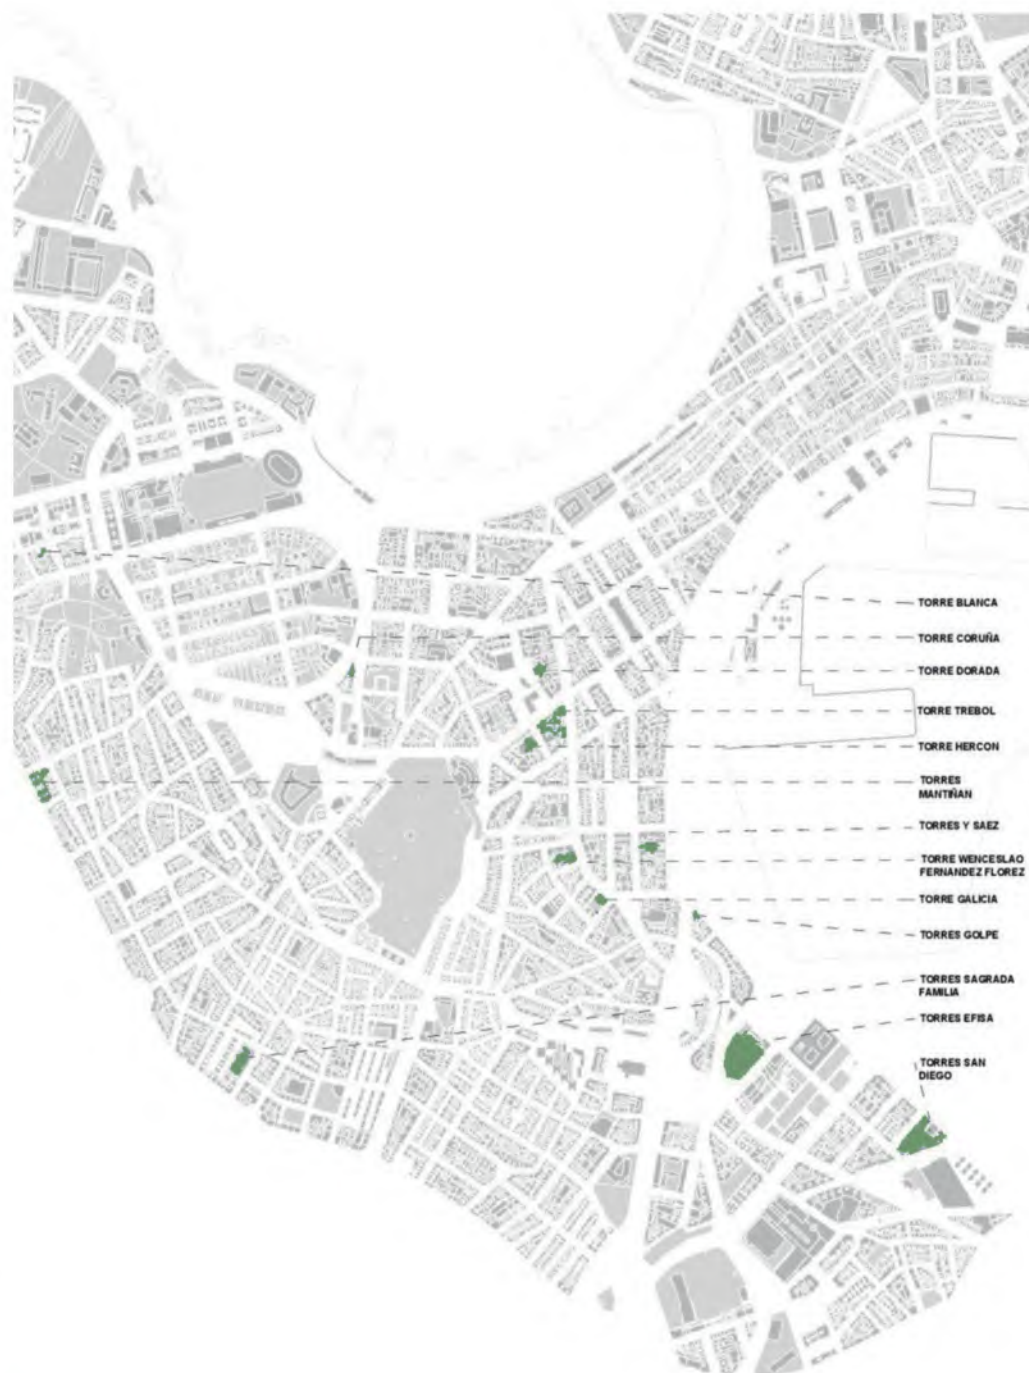 TORRE BLANCA
TORRE CORUÑA
TORRE DORADA
TORRE TREBOL
TORRE HERCON
TORRES
MANTIÑAN
TORRES Y SAEZ
TORRE WENCESLAO
FERNANDEZ FLOREZ
TORRE GALICIA
TORRES GOLPE
TORRES SAGRADA
FAMILIA
TORRES EFISA
TORRES SAN
DIEGO